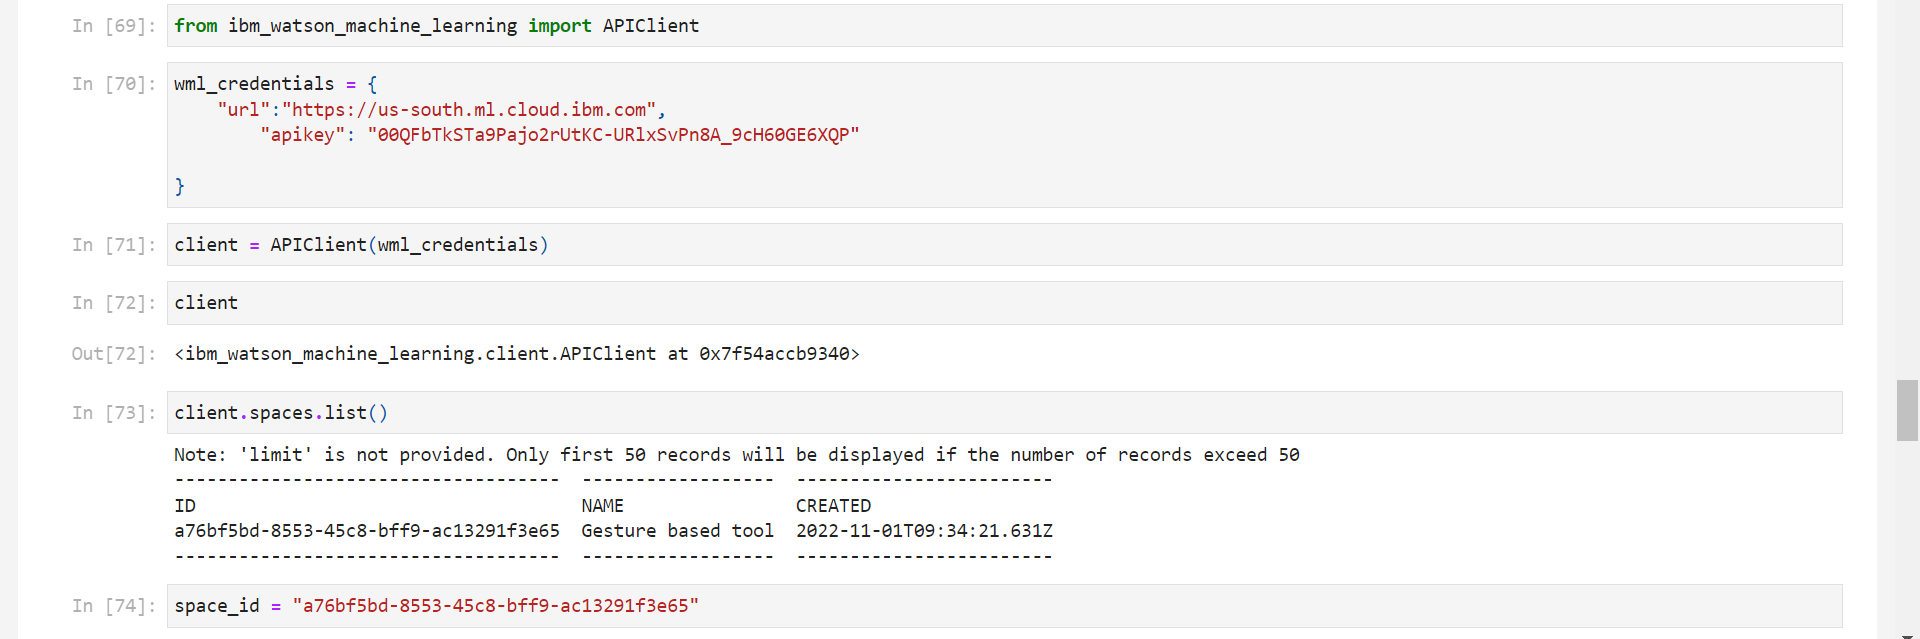 In [69]: from ibm_watson_machine_learning import APIClient
In [70]: wml_credentials = {
"url":"https://us-south.ml.cloud.ibm.com",
"apikey": "00QFbTkSTa9Pajo2rUtKC-URlxSvPn8A_9cH60GE6XQP"
}
In [71]: client = APIClient(wml_credentials)
In [72]: client
Out[72]: <ibm_watson_machine_learning.client.APIClient at 0x7f54accb9340>
In [73]: client.spaces.list()
Note: 'limit' is not provided. Only first 50 records will be displayed if the number of records exceed 50
------------------------------------  ------------------  ------------------------
ID NAME CREATED
a76bf5bd-8553-45c8-bff9-ac13291f3e65 Gesture based tool 2022-11-01T09:34:21.631Z
------------------------------------  ------------------  ------------------------
In [74]: space_id = "a76bf5bd-8553-45c8-bff9-ac13291f3e65"